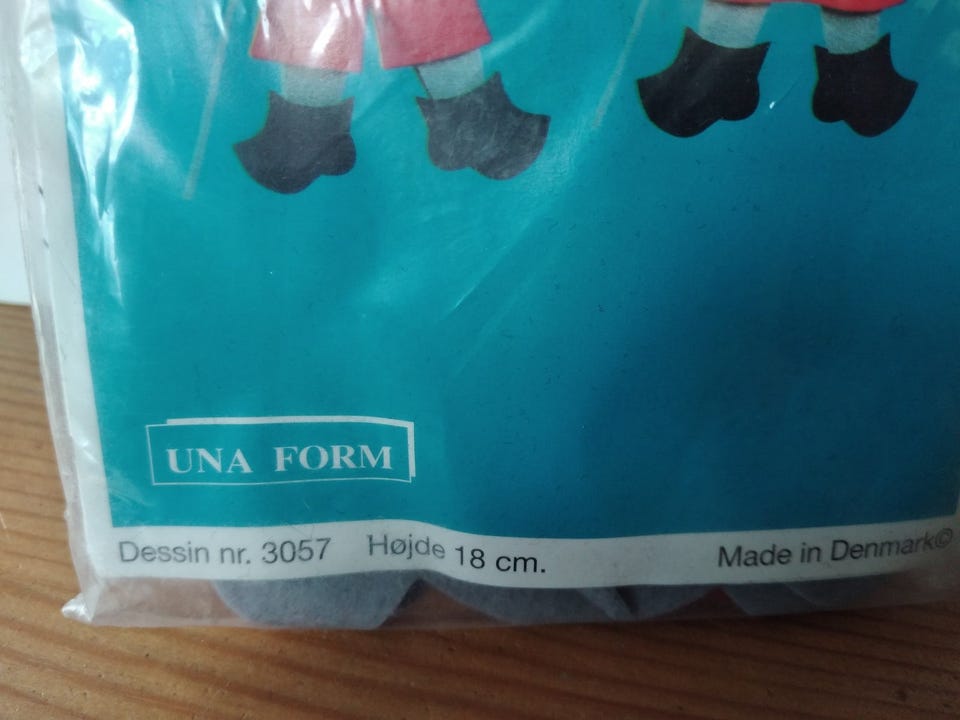 UNA FORM
Dessin nr. 3057 Højde 18 cm. Made in Denmark©